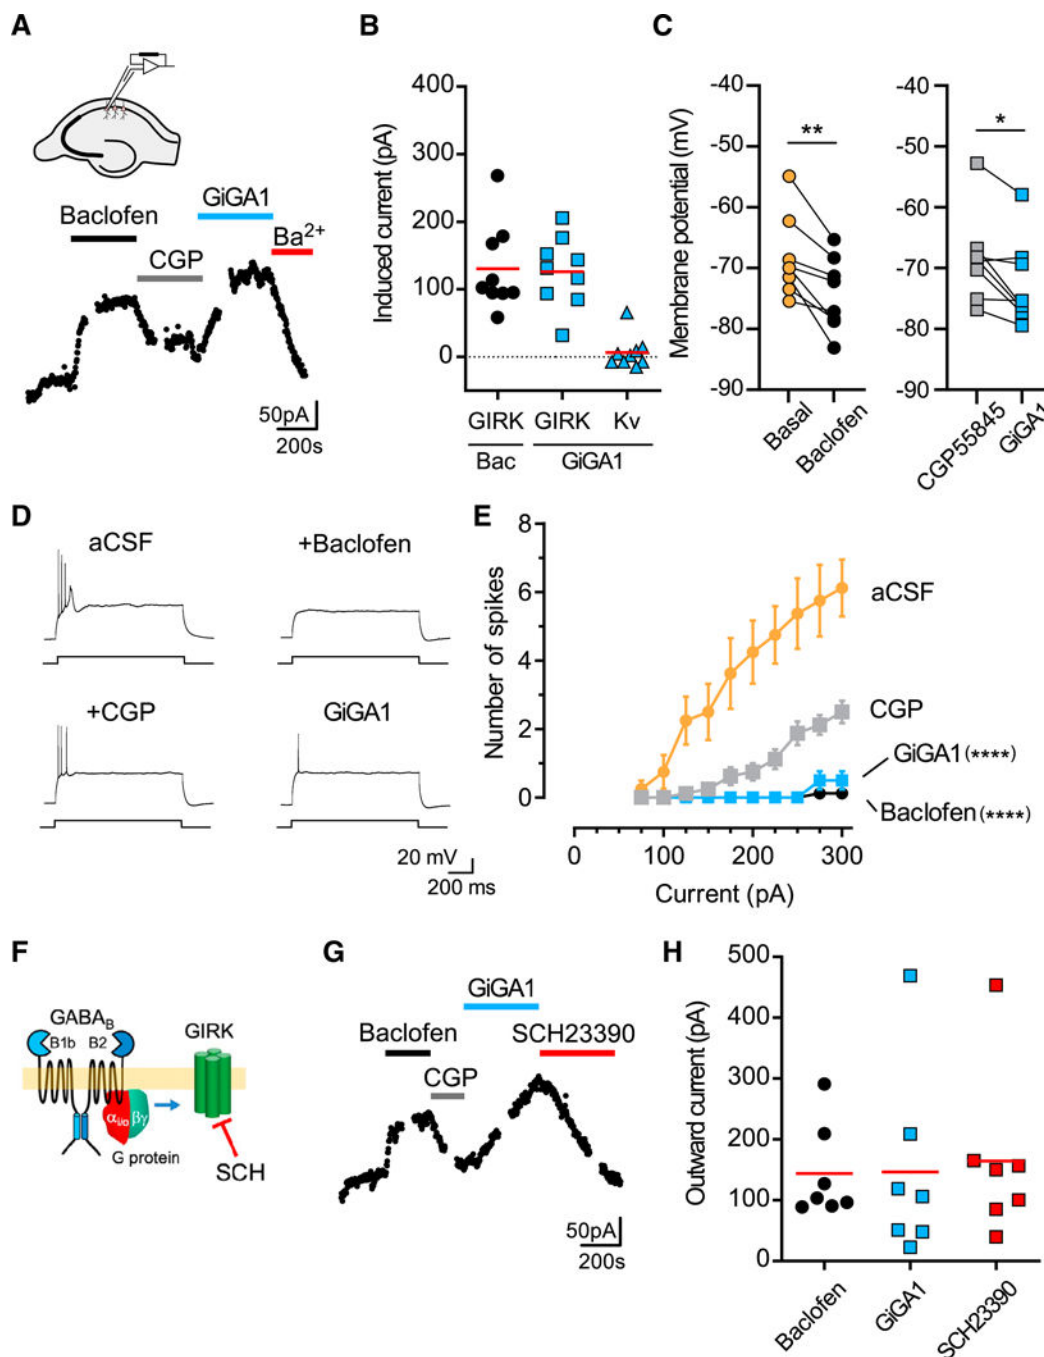 A
Baclofen
CGP
GiGA1
Ba²⁺
50pA
200s
B
Induced current (pA)
400
300
200
100
0
GIRK GIRK Kv
Bac GiGA1
C
Membrane potential (mV)
-40
-50
-60
-70
-80
-90
**
Basal
Baclofen
-40
-50
-60
-70
-80
-90
*
CGP55845
GiGA1
D
aCSF
+Baclofen
+CGP
GiGA1
20 mV
200 ms
E
Number of spikes
8
6
4
2
0
aCSF
CGP
GiGA1 (****)
Baclofen (****)
0 100 200 300
Current (pA)
F
GABA_B
B1b B2
GIRK
αi/o βγ
G protein
SCH
G
GiGA1
Baclofen
SCH23390
CGP
50pA
200s
H
Outward current (pA)
500
400
300
200
100
0
Baclofen
GiGA1
SCH23390